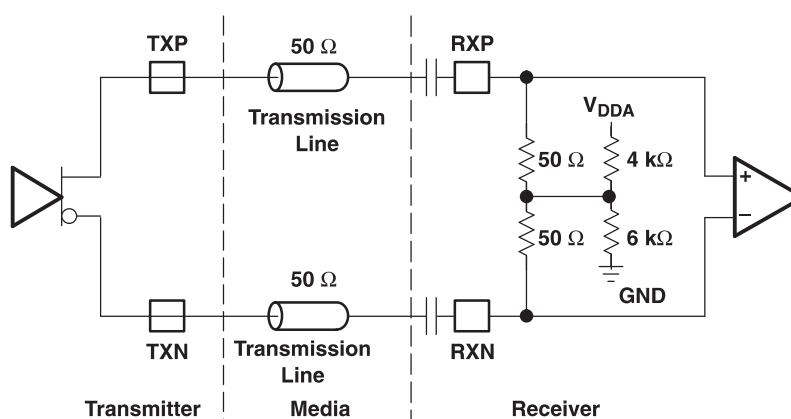 TXP
50 Ω
RXP
Transmission
Line
V_DDA
50 Ω
4 kΩ
+
−
50 Ω
6 kΩ
50 Ω
GND
TXN
Transmission
Line
RXN
Transmitter
Media
Receiver